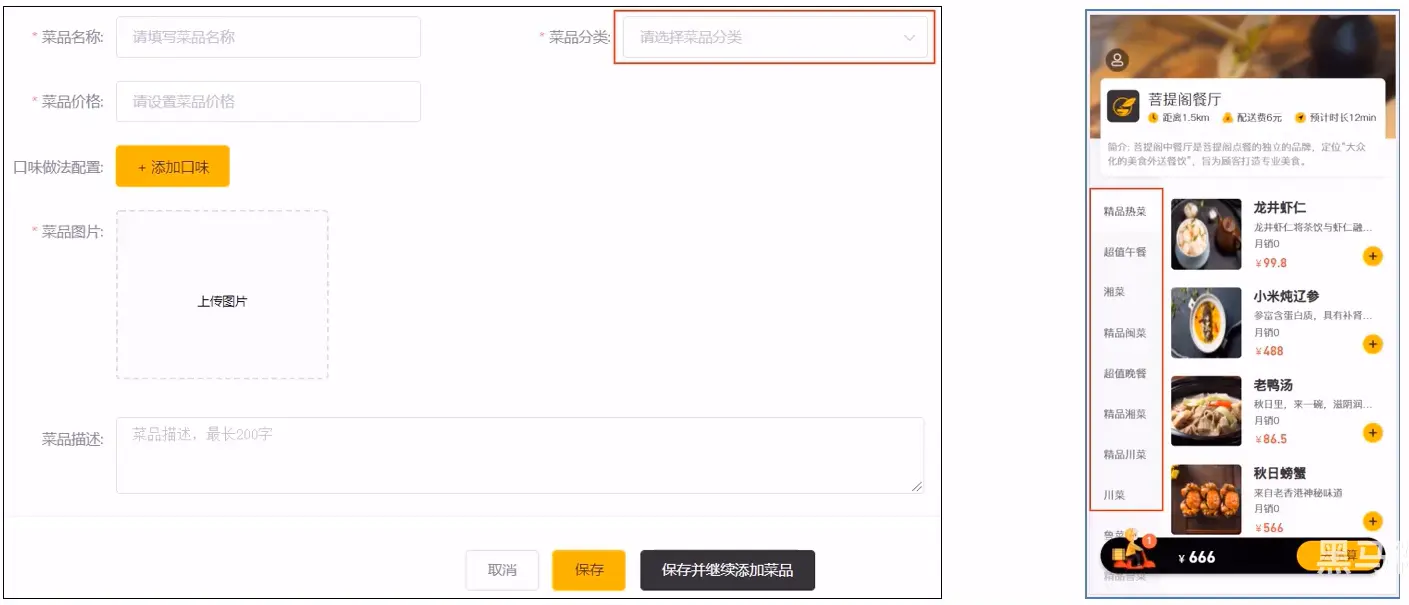 * 菜品名称:
请填写菜品名称
* 菜品分类:
请选择菜品分类
* 菜品价格:
请设置菜品价格
口味做法配置:
+ 添加口味
* 菜品图片:
上传图片
菜品描述:
菜品描述，最长200字
取消
保存
保存并继续添加菜品
菩提阁餐厅
距离1.5km
配送费6元
预计时长12min
简介: 菩提阁中餐厅是菩提阁点餐的独立的品牌，定位“大众
化的美食外送餐饮”，旨为顾客打造专业美食。
精品热菜
超值午餐
湘菜
精品闽菜
超值晚餐
精品湘菜
精品川菜
川菜
龙井虾仁
龙井虾仁将茶饮与虾仁融...
月销0
¥99.8
+
小米炖辽参
参富含蛋白质，具有补肾...
月销0
¥488
+
老鸭汤
秋日里，来一碗，滋阴润...
月销0
¥86.5
+
秋日螃蟹
来自老香港神秘味道
月销0
¥566
+
1
¥ 666
黑马